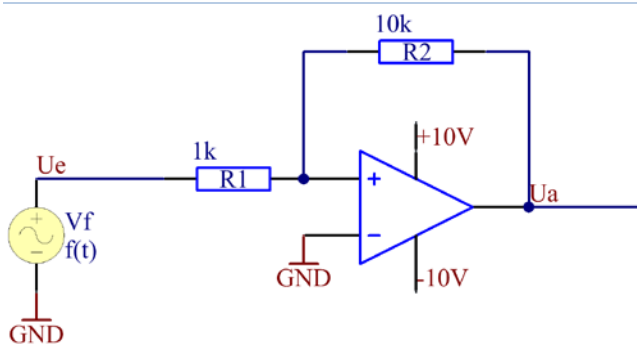 10k
R2
1k
+10V
Ue
R1
Ua
+
Vf
f(t)
GND
-10V
GND